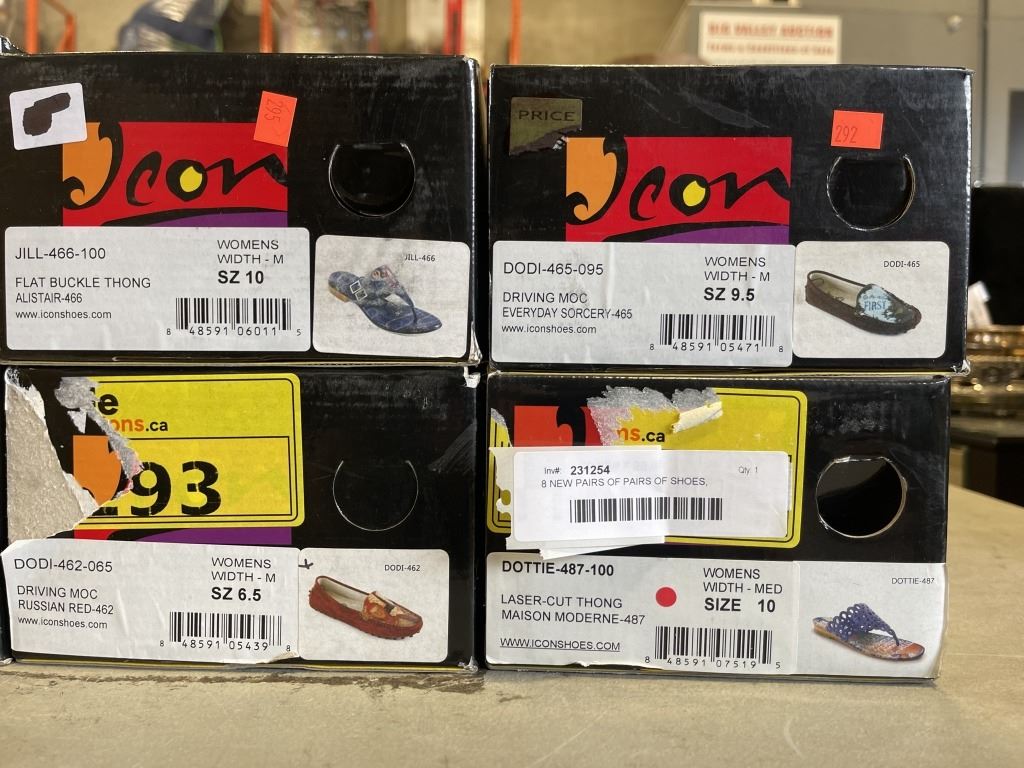 295
Icon
JILL-466-100
FLAT BUCKLE THONG
ALISTAIR-466
www.iconshoes.com
WOMENS
WIDTH - M
SZ 10
8 48591 06011 5
JILL-466
PRICE
292
Icon
DODI-465-095
DRIVING MOC
EVERYDAY SORCERY-465
www.iconshoes.com
WOMENS
WIDTH - M
SZ 9.5
8 48591 05471 8
DODI-465
FIRST
e
ons.ca
293
DODI-462-065
DRIVING MOC
RUSSIAN RED-462
www.iconshoes.com
WOMENS
WIDTH - M
SZ 6.5
8 48591 05439 8
DODI-462
ns.ca
Inv#: 231254
Qty. 1
8 NEW PAIRS OF PAIRS OF SHOES,
DOTTIE-487-100
LASER-CUT THONG
MAISON MODERNE-487
WWW.ICONSHOES.COM
WOMENS
WIDTH - MED
SIZE 10
8 48591 07519 5
DOTTIE-487